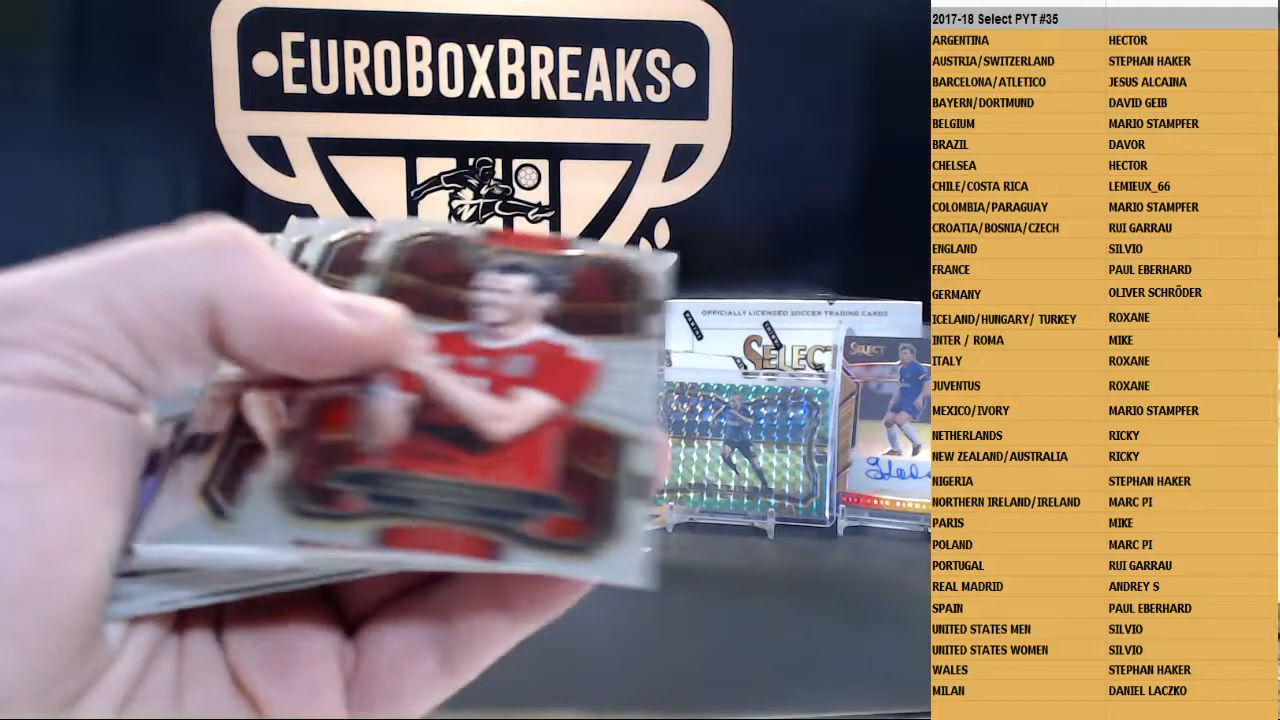 EUROBOXBREAKS
OFFICIALLY LICENSED SOCCER TRADING CARDS
SELECT
SELECT
2017-18 Select PYT #35
ARGENTINA HECTOR
AUSTRIA/SWITZERLAND STEPHAN HAKER
BARCELONA/ATLETICO JESUS ALCAINA
BAYERN/DORTMUND DAVID GEIB
BELGIUM MARIO STAMPFER
BRAZIL DAVOR
CHELSEA HECTOR
CHILE/COSTA RICA LEMIEUX_66
COLOMBIA/PARAGUAY MARIO STAMPFER
CROATIA/BOSNIA/CZECH RUI GARRAU
ENGLAND SILVIO
FRANCE PAUL EBERHARD
GERMANY OLIVER SCHRÖDER
ICELAND/HUNGARY/ TURKEY ROXANE
INTER / ROMA MIKE
ITALY ROXANE
JUVENTUS ROXANE
MEXICO/IVORY MARIO STAMPFER
NETHERLANDS RICKY
NEW ZEALAND/AUSTRALIA RICKY
NIGERIA STEPHAN HAKER
NORTHERN IRELAND/IRELAND MARC PI
PARIS MIKE
POLAND MARC PI
PORTUGAL RUI GARRAU
REAL MADRID ANDREY S
SPAIN PAUL EBERHARD
UNITED STATES MEN SILVIO
UNITED STATES WOMEN SILVIO
WALES STEPHAN HAKER
MILAN DANIEL LACZKO